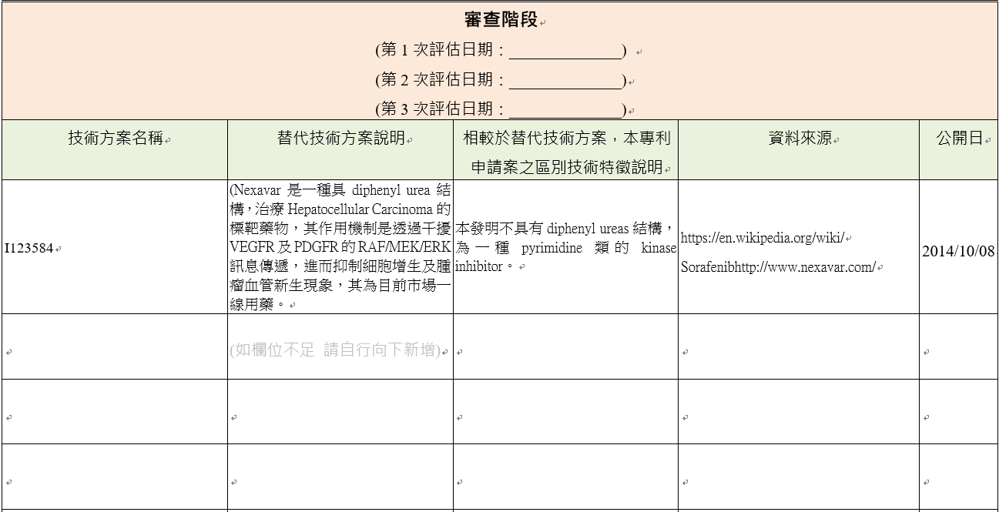 審查階段
(第 1 次評估日期：______________)
(第 2 次評估日期：______________)
(第 3 次評估日期：______________)
技術方案名稱
替代技術方案說明
相較於替代技術方案，本專利
申請案之區別技術特徵說明
資料來源
公開日
I123584
(Nexavar 是一種具 diphenyl urea 結
構，治療 Hepatocellular Carcinoma 的
標靶藥物，其作用機制是透過干擾
VEGFR 及 PDGFR 的 RAF/MEK/ERK
訊息傳遞，進而抑制細胞增生及腫
瘤血管新生現象，其為目前市場一
線用藥。
本發明不具有 diphenyl ureas 結構，
為一種 pyrimidine 類的 kinase
inhibitor。
https://en.wikipedia.org/wiki/
Sorafenibhttp://www.nexavar.com/
2014/10/08
(如欄位不足 請自行向下新增)